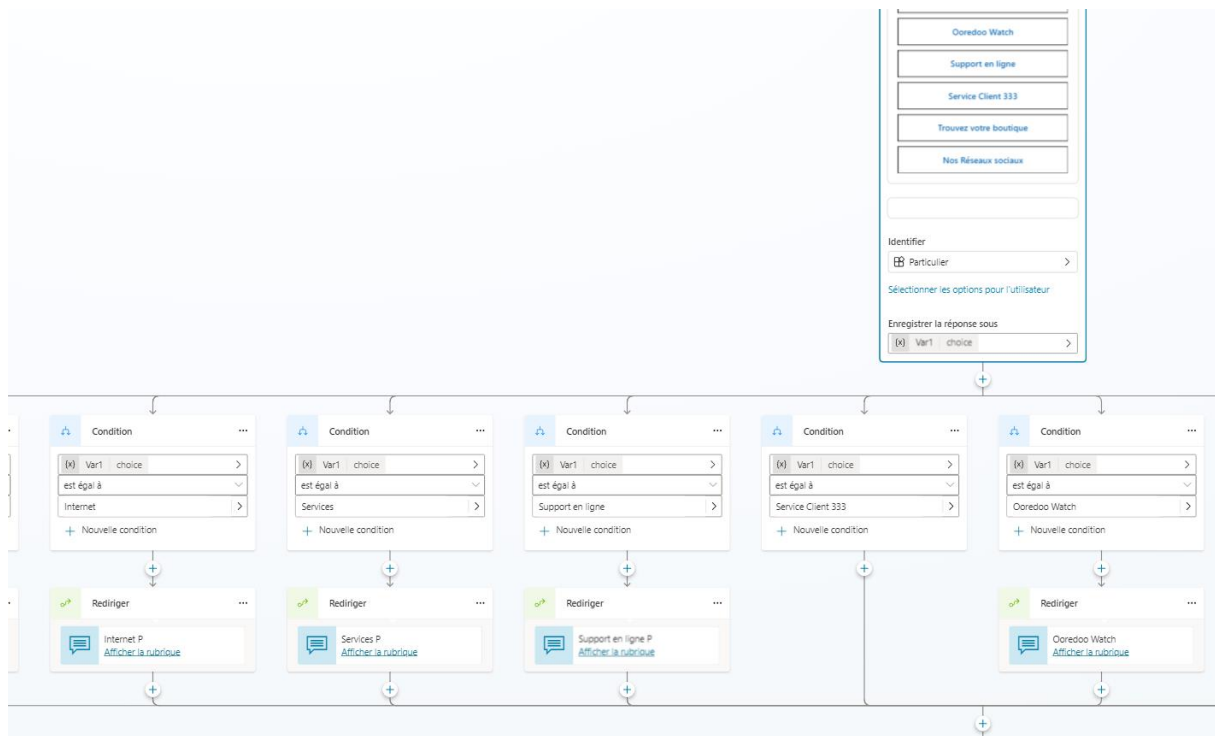 Ooredoo Watch
Support en ligne
Service Client 333
Trouvez votre boutique
Nos Réseaux sociaux
Identifier
Particulier
Sélectionner les options pour l'utilisateur
Enregistrer la réponse sous
{x} Var1 choice
Condition ...
{x} Var1 choice
est égal à
Internet
+ Nouvelle condition
Rediriger ...
Internet P
Afficher la rubrique
Condition ...
{x} Var1 choice
est égal à
Services
+ Nouvelle condition
Rediriger ...
Services P
Afficher la rubrique
Condition ...
{x} Var1 choice
est égal à
Support en ligne
+ Nouvelle condition
Rediriger ...
Support en ligne P
Afficher la rubrique
Condition ...
{x} Var1 choice
est égal à
Service Client 333
+ Nouvelle condition
Condition ...
{x} Var1 choice
est égal à
Ooredoo Watch
+ Nouvelle condition
Rediriger ...
Ooredoo Watch
Afficher la rubrique